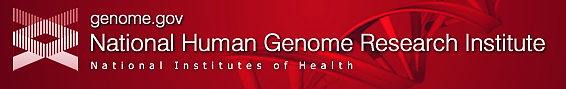 genome.gov
National Human Genome Research Institute
National Institutes of Health